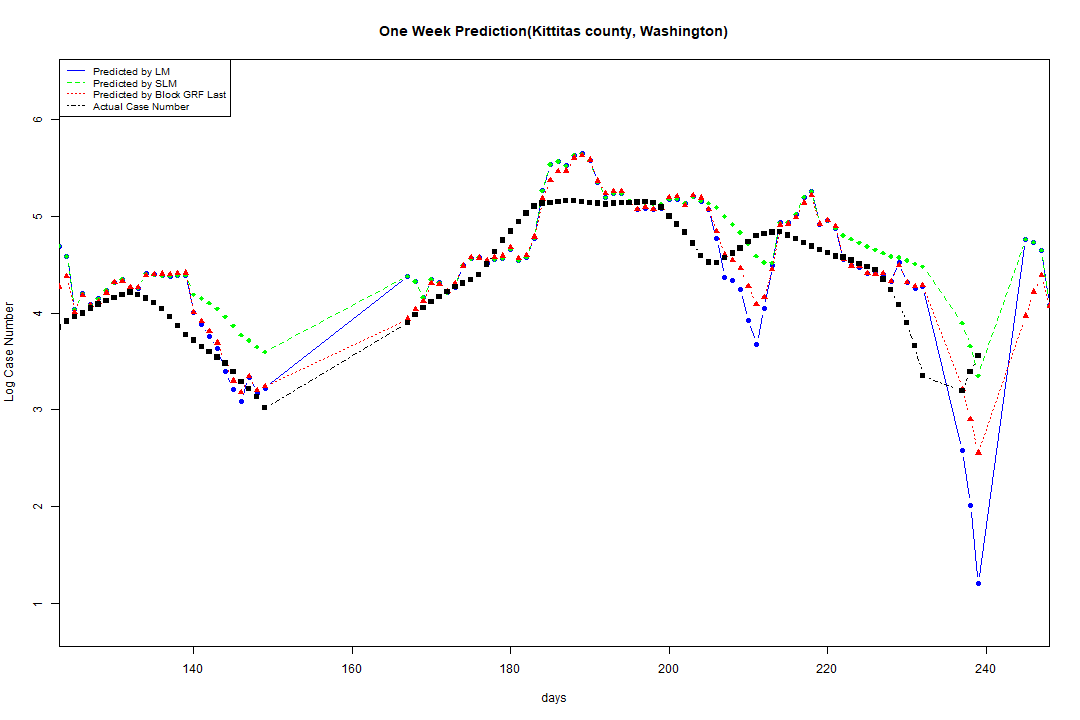 One Week Prediction(Kittitas county, Washington)
Predicted by LM
Predicted by SLM
Predicted by Block GRF Last
Actual Case Number
Log Case Number
6
5
4
3
2
1
140 160 180 200 220 240
days